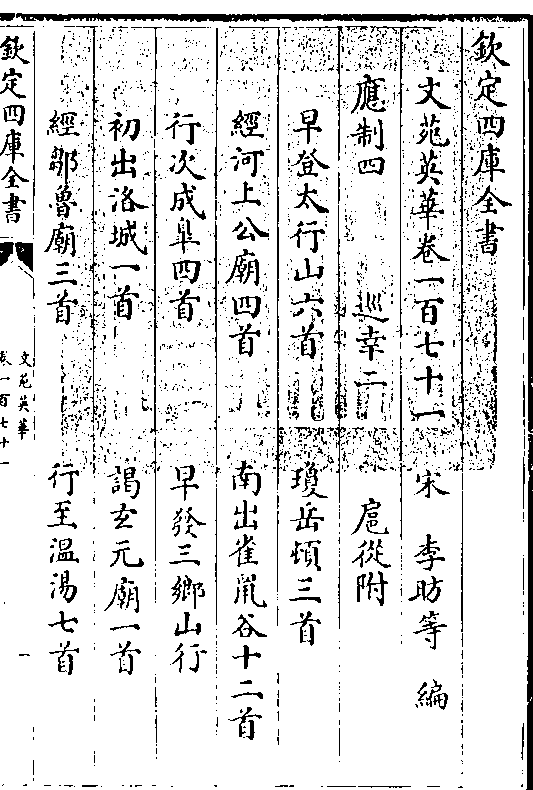 欽定四庫全書
文苑英華卷一百七十一 宋 李昉等 編
應制四 巡幸二 扈從附
早登太行山六首 瓊岳頓三首
經河上公廟四首 南出雀鼠谷十二首
行次成臯四首 早發三鄉山行
初出洛城一首 謁玄元廟一首
經鄒魯廟三首 行至溫湯七首
欽定四庫全書
文苑英華
卷一百七十一
一